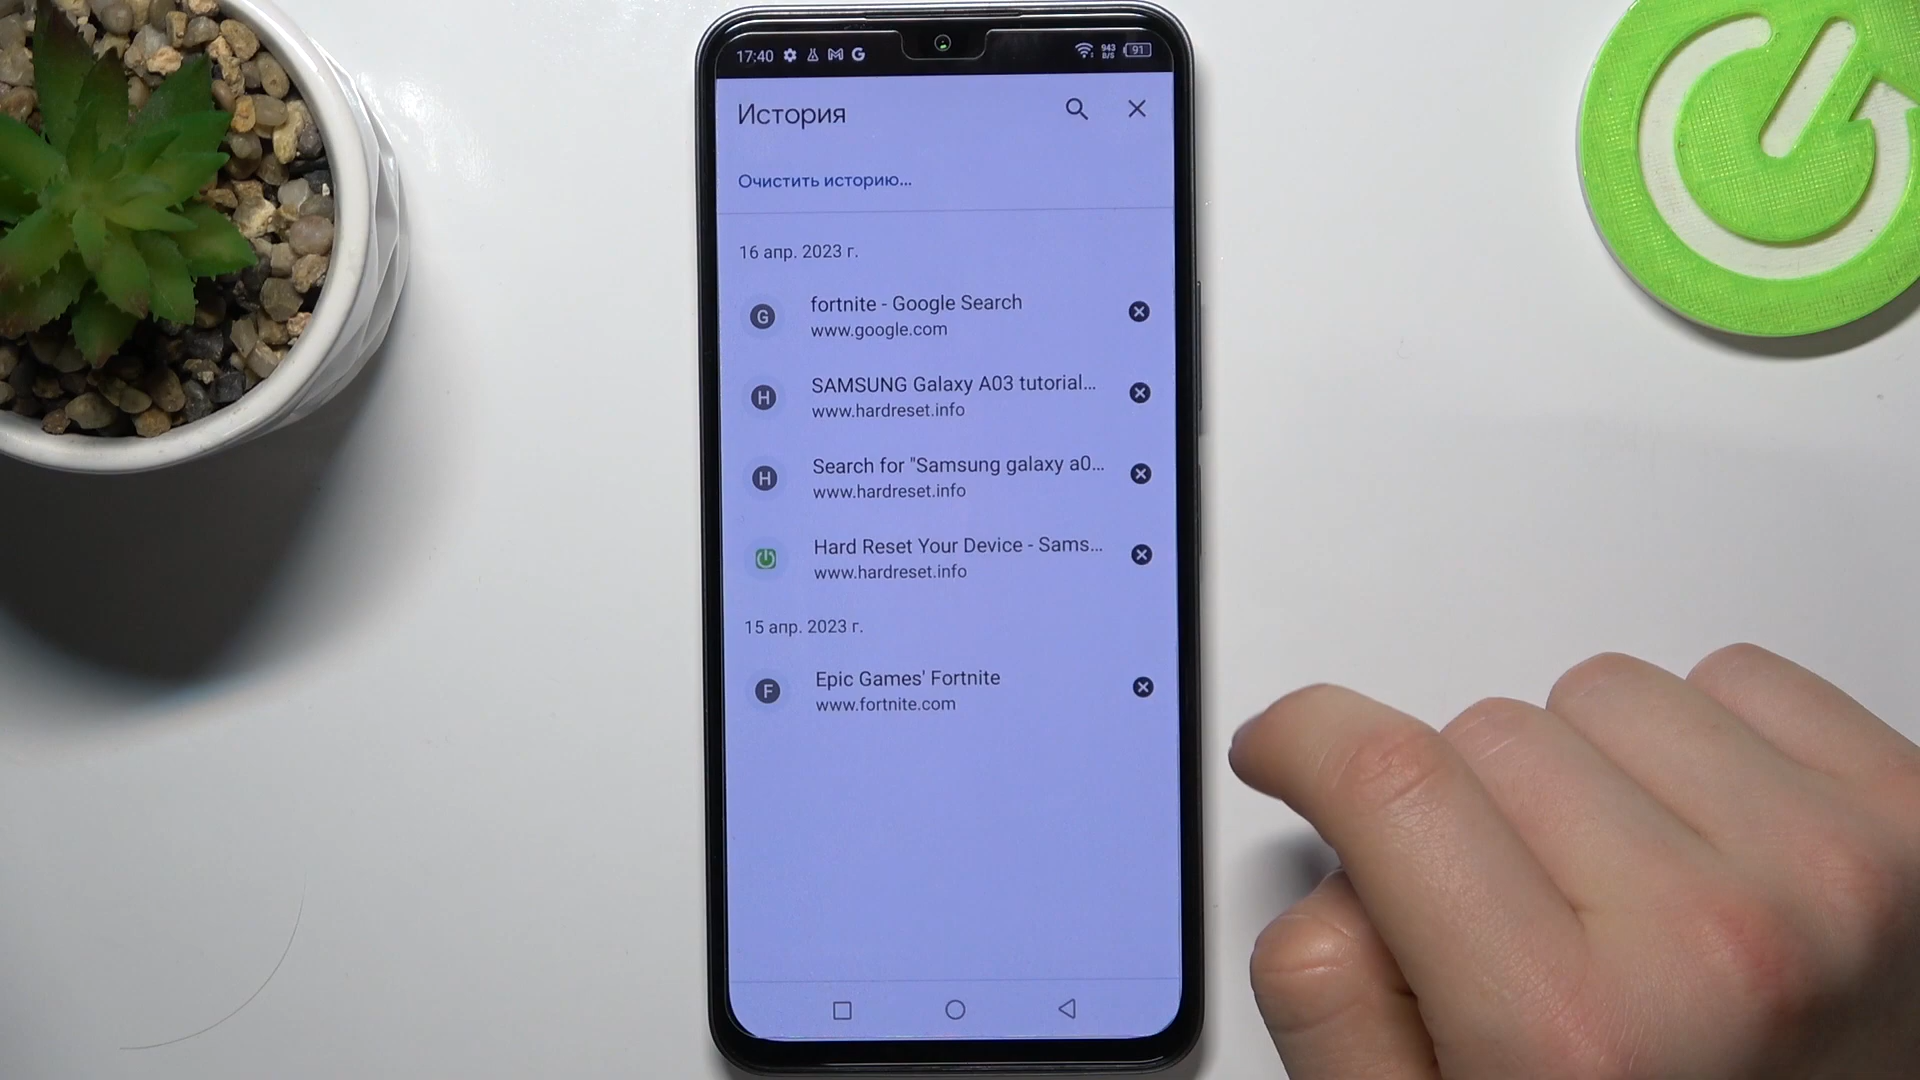 17:40
943
B/S
91
История
Очистить историю...
16 апр. 2023 г.
G
fortnite - Google Search
www.google.com
H
SAMSUNG Galaxy A03 tutorial...
www.hardreset.info
H
Search for "Samsung galaxy a0...
www.hardreset.info
Hard Reset Your Device - Sams...
www.hardreset.info
15 апр. 2023 г.
F
Epic Games' Fortnite
www.fortnite.com